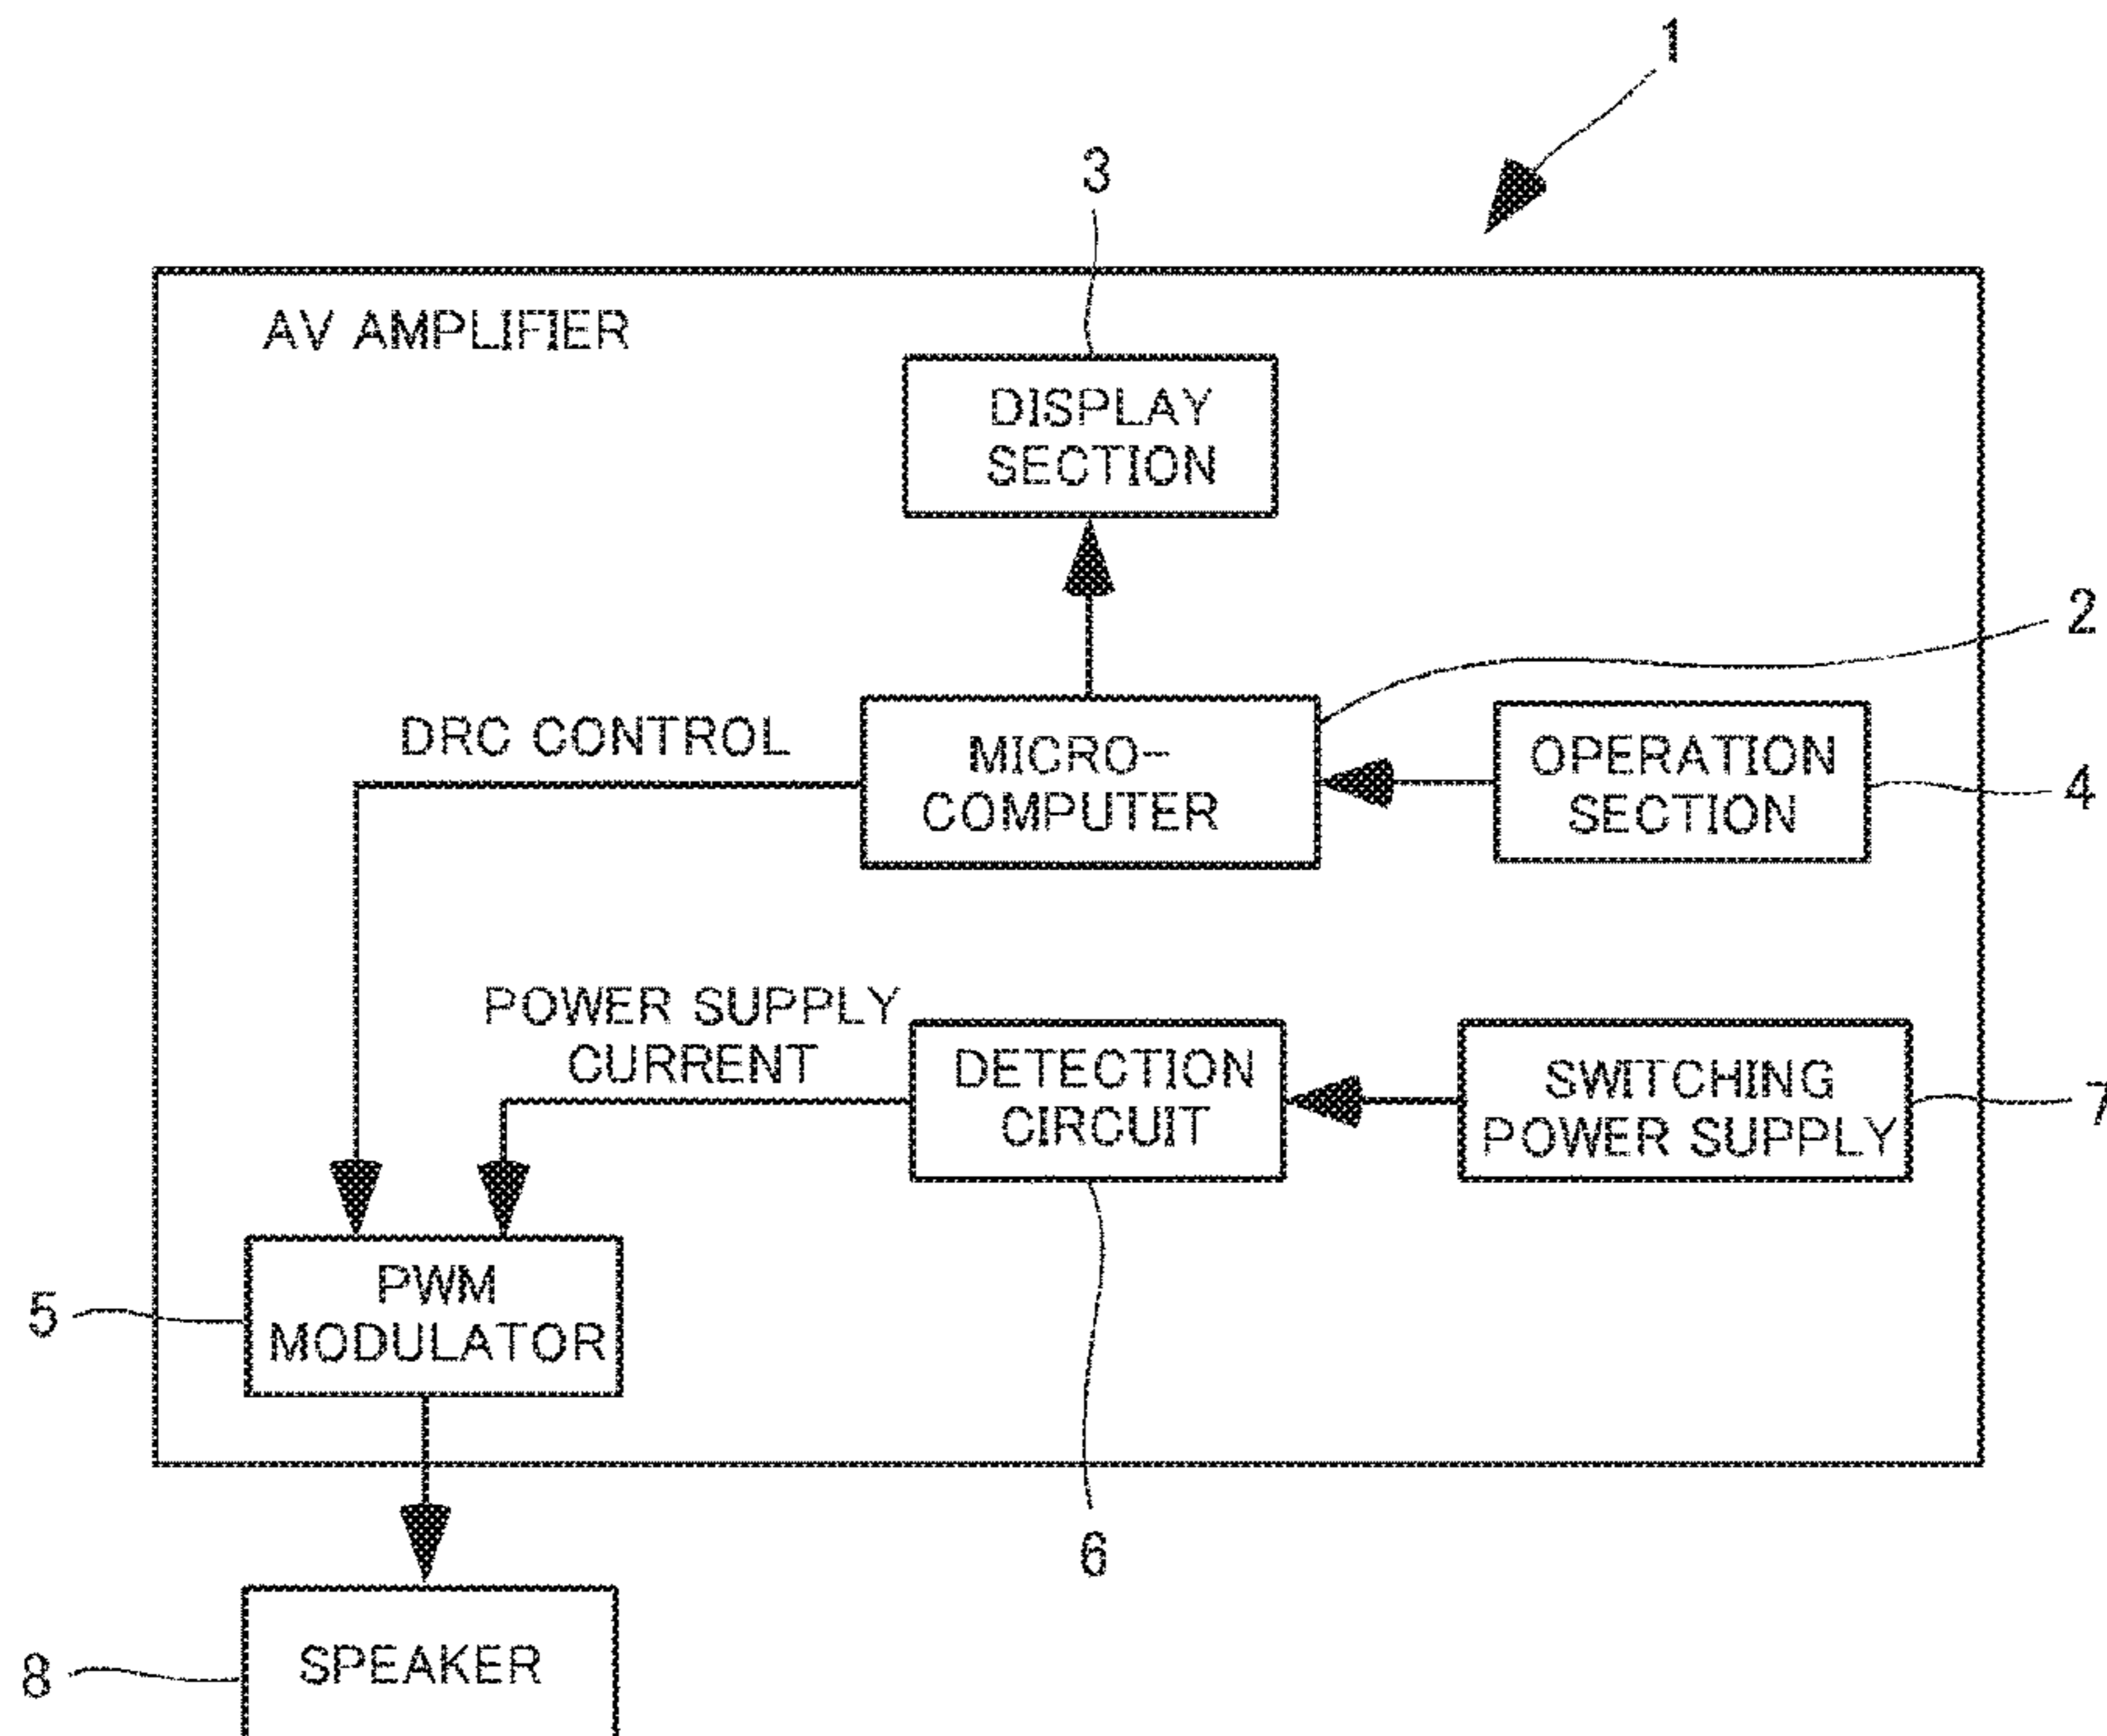 1
3
AV AMPLIFIER
DISPLAY
SECTION
2
DRC CONTROL
MICRO-
COMPUTER
OPERATION
SECTION
4
POWER SUPPLY
CURRENT
DETECTION
CIRCUIT
SWITCHING
POWER SUPPLY
7
PWM
MODULATOR
5
6
SPEAKER
8